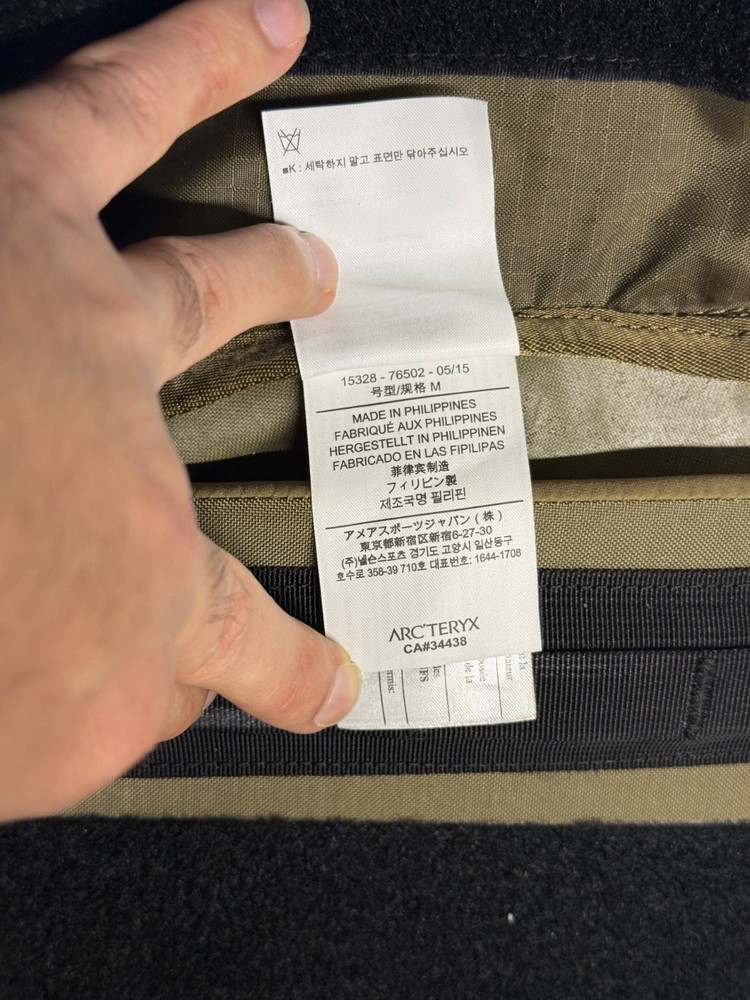 ■K : 세탁하지 말고 표면만 닦아주십시오
15328 - 76502 - 05/15
号型/规格 M
MADE IN PHILIPPINES
FABRIQUÉ AUX PHILIPPINES
HERGESTELLT IN PHILIPPINEN
FABRICADO EN LAS FIPILIPAS
菲律宾制造
フィリピン製
제조국명 필리핀
アメアスポーツジャパン ( 株 )
東京都新宿区新宿6-27-30
(주)넬슨스포츠 경기도 고양시 일산동구
호수로 358-39 710호 대표번호: 1644-1708
ARC'TERYX
CA#34438
de la